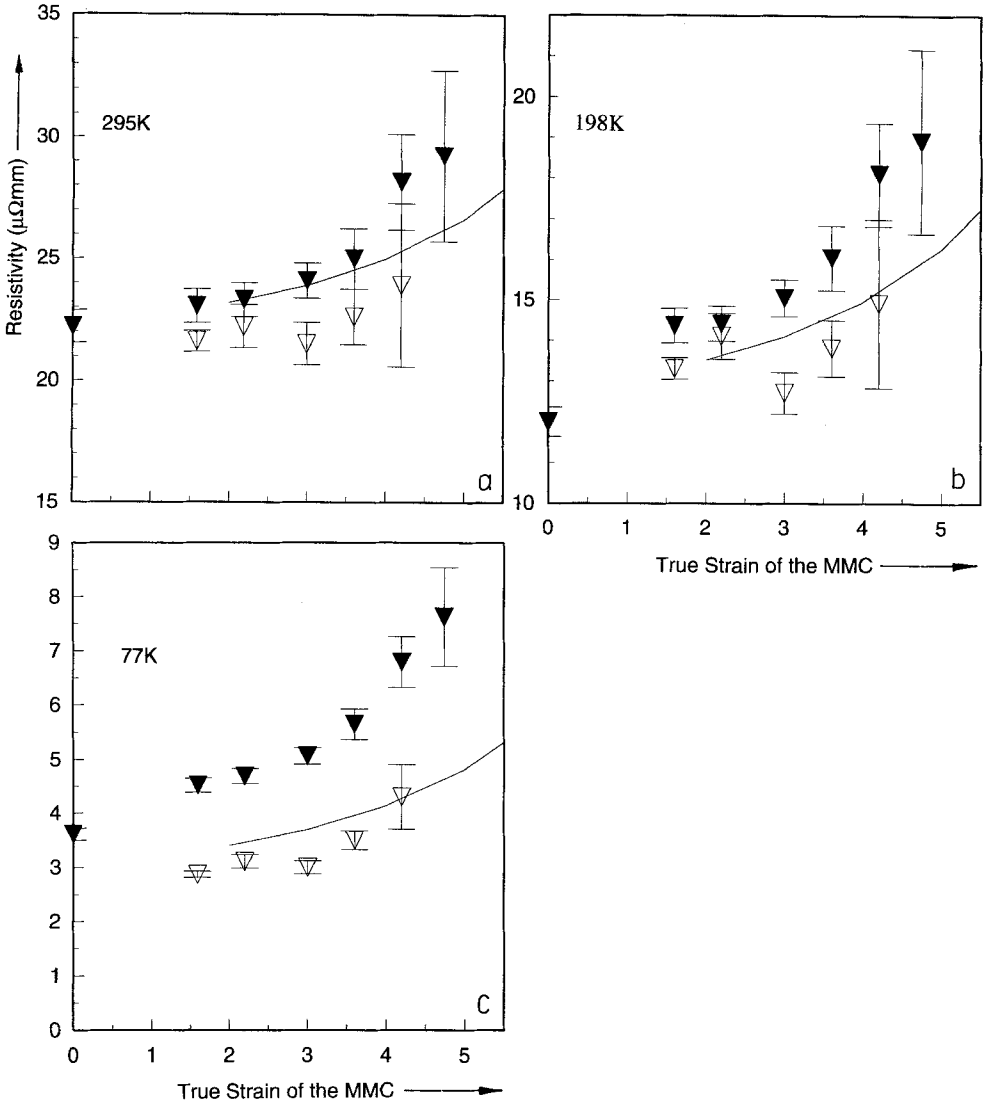 35
30
25
20
15
Resistivity (μΩmm)
295K
a
20
15
10
198K
b
0 1 2 3 4 5
True Strain of the MMC
9
8
7
6
5
4
3
2
1
0
77K
C
0 1 2 3 4 5
True Strain of the MMC